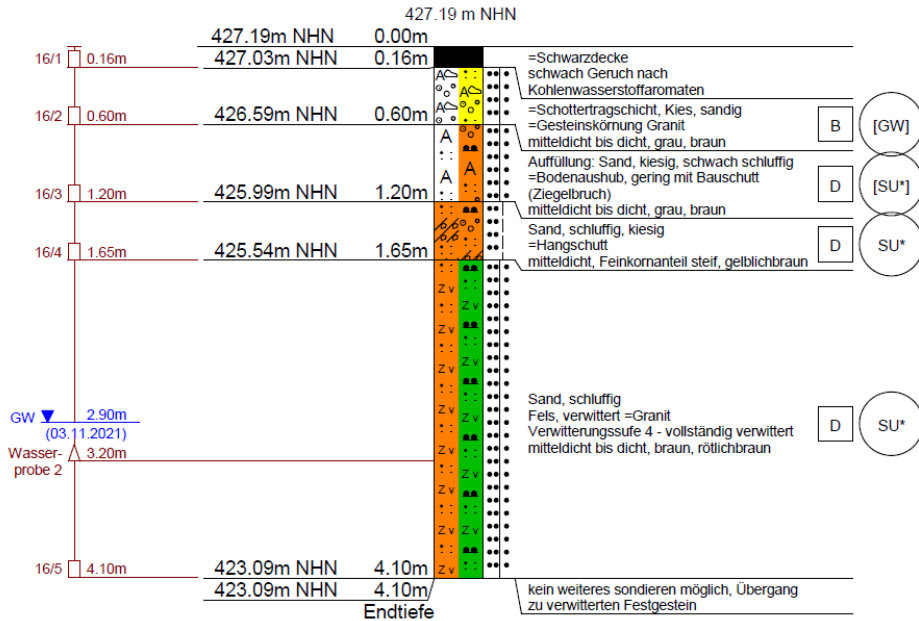 427.19 m NHN
427.19m NHN 0.00m
16/1 0.16m 427.03m NHN 0.16m
=Schwarzdecke
schwach Geruch nach
Kohlenwasserstoffaromaten
16/2 0.60m 426.59m NHN 0.60m
=Schottertragschicht, Kies, sandig
=Gesteinskörnung Granit
mitteldicht bis dicht, grau, braun
B [GW]
16/3 1.20m 425.99m NHN 1.20m
Auffüllung: Sand, kiesig, schwach schluffig
=Bodenaushub, gering mit Bauschutt
(Ziegelbruch)
mitteldicht bis dicht, grau, braun
D [SU*]
16/4 1.65m 425.54m NHN 1.65m
Sand, schluffig, kiesig
=Hangschutt
mitteldicht, Feinkornanteil steif, gelblichbraun
D SU*
A
A
A
A
A
Z v
Z v
Z v
Z v
Z v
Z v
Z v
Z v
Z v
Z v
Z v
Z v
Z v
GW 2.90m
(03.11.2021)
Wasser- 3.20m
probe 2
Sand, schluffig
Fels, verwittert =Granit
Verwitterungssufe 4 - vollständig verwittert
mitteldicht bis dicht, braun, rötlichbraun
D SU*
16/5 4.10m 423.09m NHN 4.10m
423.09m NHN 4.10m
Endtiefe
kein weiteres sondieren möglich, Übergang
zu verwitterten Festgestein